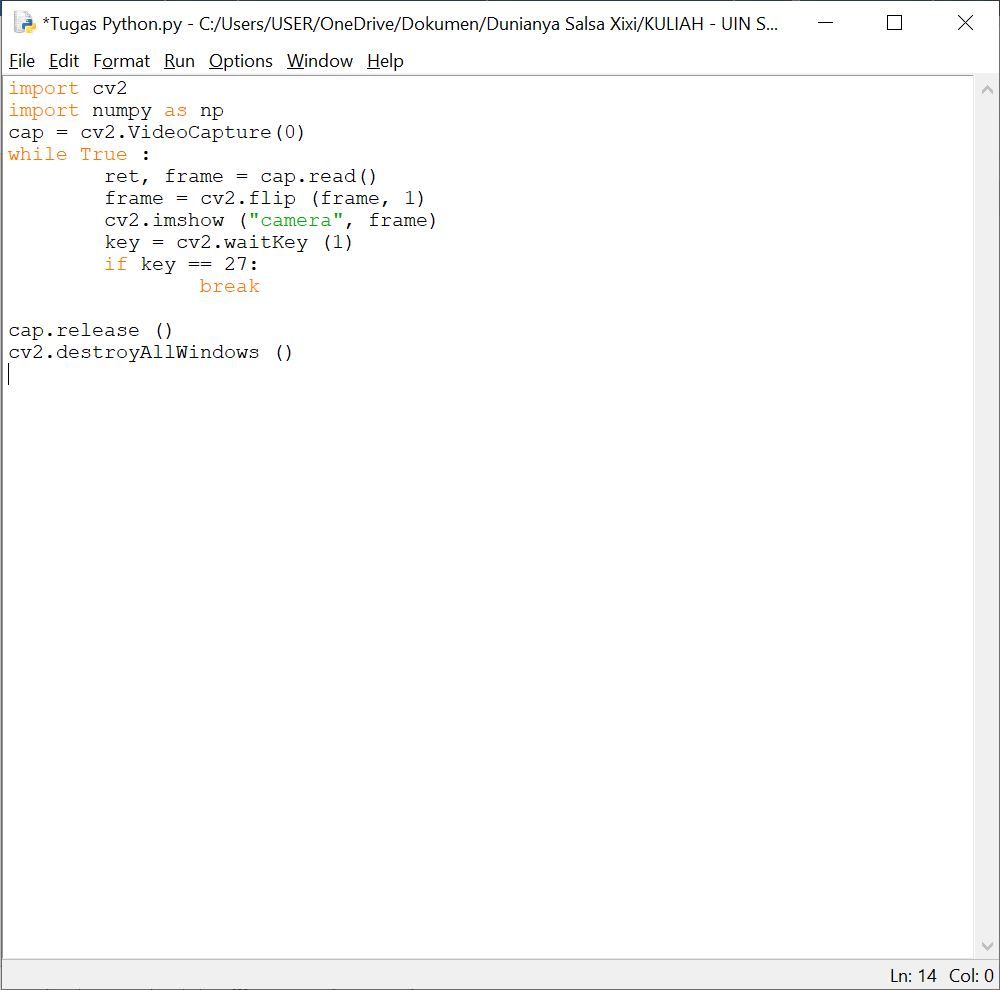 *Tugas Python.py - C:/Users/USER/OneDrive/Dokumen/Dunianya Salsa Xixi/KULIAH - UIN S...
File Edit Format Run Options Window Help
import cv2
import numpy as np
cap = cv2.VideoCapture(0)
while True :
        ret, frame = cap.read()
        frame = cv2.flip (frame, 1)
        cv2.imshow ("camera", frame)
        key = cv2.waitKey (1)
        if key == 27:
                break
cap.release ()
cv2.destroyAllWindows ()
Ln: 14 Col: 0